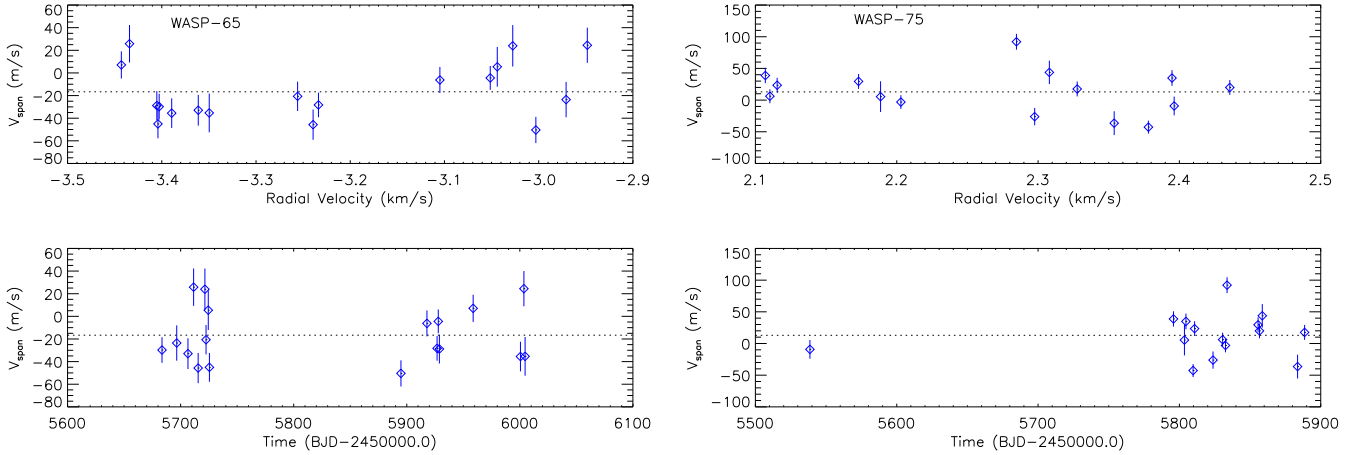 WASP-65
V_span (m/s)
60
40
20
0
-20
-40
-60
-80
-3.5 -3.4 -3.3 -3.2 -3.1 -3.0 -2.9
Radial Velocity (km/s)
WASP-75
V_span (m/s)
150
100
50
0
-50
-100
2.1 2.2 2.3 2.4 2.5
Radial Velocity (km/s)
V_span (m/s)
60
40
20
0
-20
-40
-60
-80
5600 5700 5800 5900 6000 6100
Time (BJD-2450000.0)
V_span (m/s)
150
100
50
0
-50
-100
5500 5600 5700 5800 5900
Time (BJD-2450000.0)